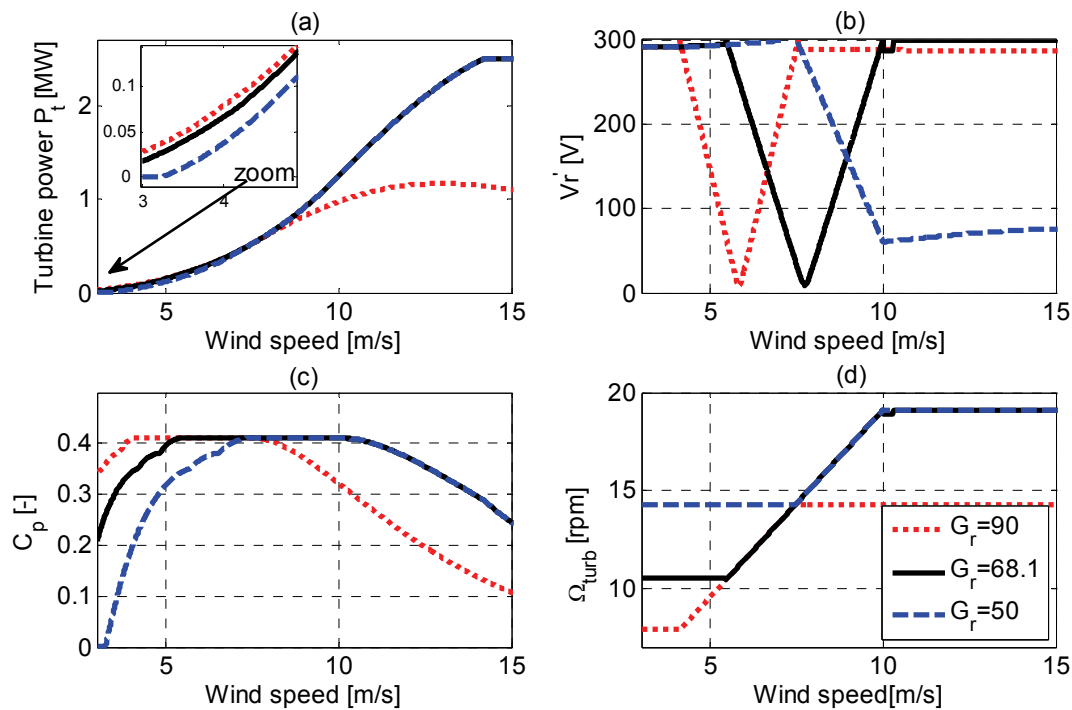 (a)
Turbine power P_t [MW]
2
1
0
0.1
0.05
0
3
4
zoom
5
10
15
Wind speed [m/s]
(b)
Vr' [V]
300
200
100
0
5
10
15
Wind speed [m/s]
(c)
C_p [-]
0.4
0.3
0.2
0.1
0
5
10
15
Wind speed [m/s]
(d)
Ω_turb [rpm]
20
15
10
5
10
15
Wind speed[m/s]
G_r=90
G_r=68.1
G_r=50